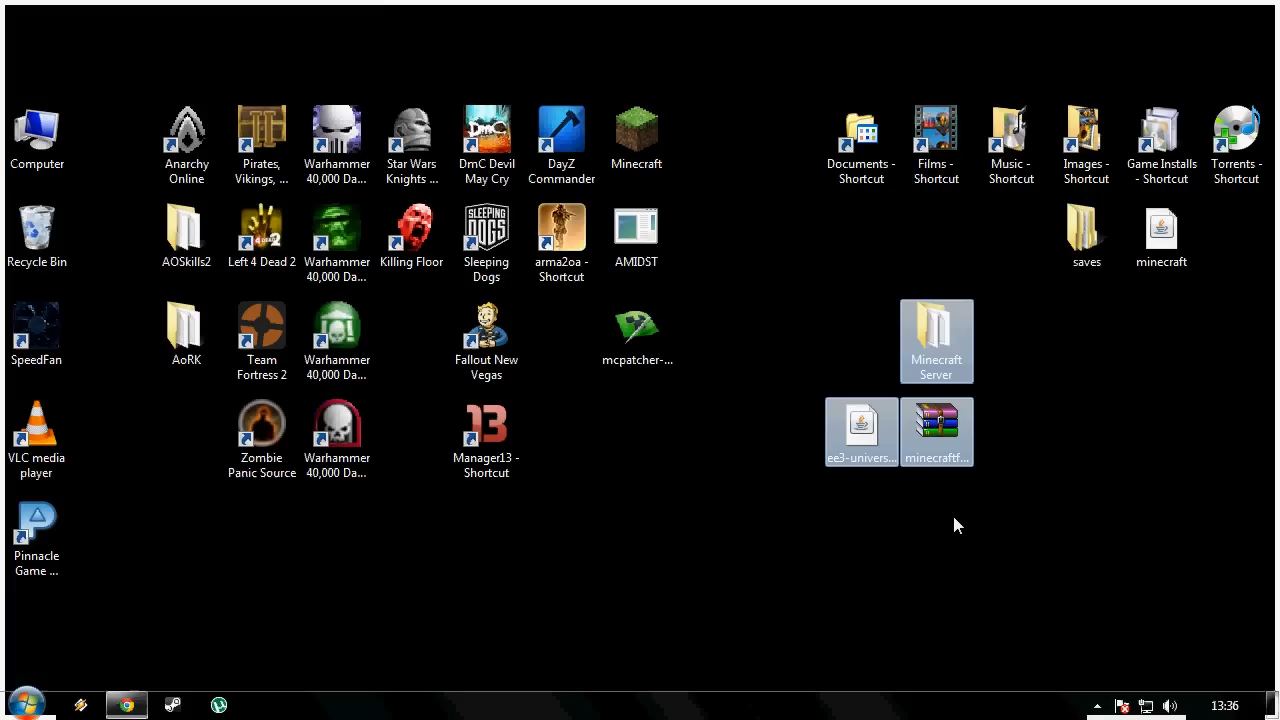 Computer
Anarchy
Online
Pirates,
Vikings, ...
Warhammer
40,000 Da...
Star Wars
Knights ...
DmC Devil
May Cry
DayZ
Commander
Minecraft
Documents -
Shortcut
Films -
Shortcut
Music -
Shortcut
Images -
Shortcut
Game Installs
- Shortcut
Torrents -
Shortcut
Recycle Bin
AOSkills2
Left 4 Dead 2
Warhammer
40,000 Da...
Killing Floor
SLEEPING
DOGS
Sleeping
Dogs
arma2oa -
Shortcut
AMIDST
saves
minecraft
SpeedFan
AoRK
Team
Fortress 2
Warhammer
40,000 Da...
Fallout New
Vegas
mcpatcher-...
Minecraft
Server
VLC media
player
Zombie
Panic Source
Warhammer
40,000 Da...
13
Manager13 -
Shortcut
ee3-univers...
minecraftf...
Pinnacle
Game ...
13:36